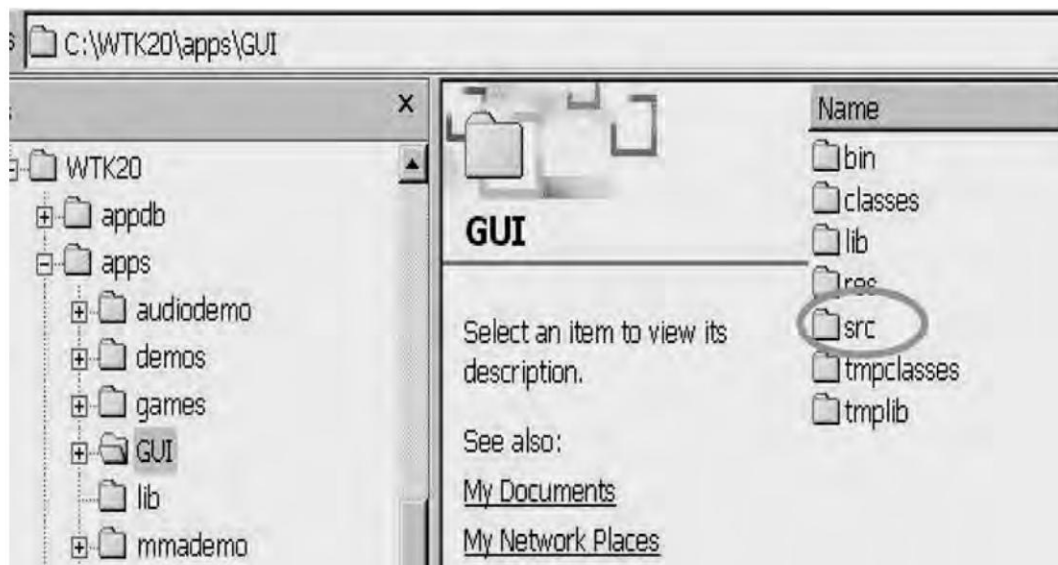 C:\WTK20\apps\GUI
X
WTK20
appdb
apps
audiodemo
demos
games
GUI
lib
mmademo
GUI
Select an item to view its
description.
See also:
My Documents
My Network Places
Name
bin
classes
lib
res
src
tmpclasses
tmplib